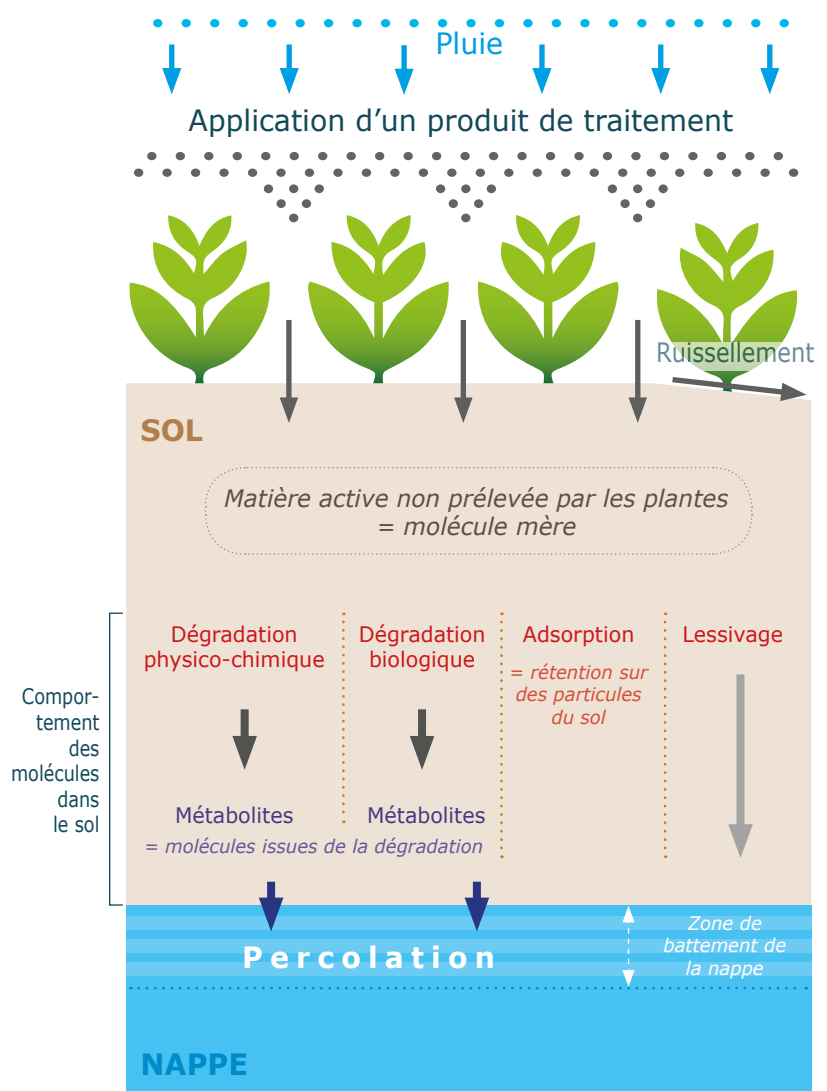 Pluie
Application d’un produit de traitement
Ruissellement
SOL
Matière active non prélevée par les plantes
= molécule mère
Compor-
tement
des
molécules
dans
le sol
Dégradation
physico-chimique
Dégradation
biologique
Adsorption
= rétention sur
des particules
du sol
Lessivage
Métabolites
Métabolites
= molécules issues de la dégradation
Percolation
Zone de
battement de
la nappe
NAPPE